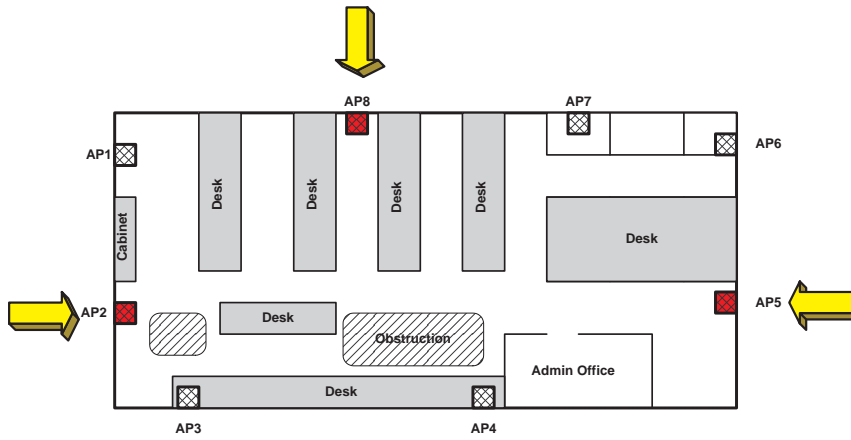 AP8
AP7
AP1
AP6
Desk
Desk
Desk
Desk
Cabinet
Desk
AP2
Desk
Obstruction
AP5
Admin Office
Desk
AP3
AP4